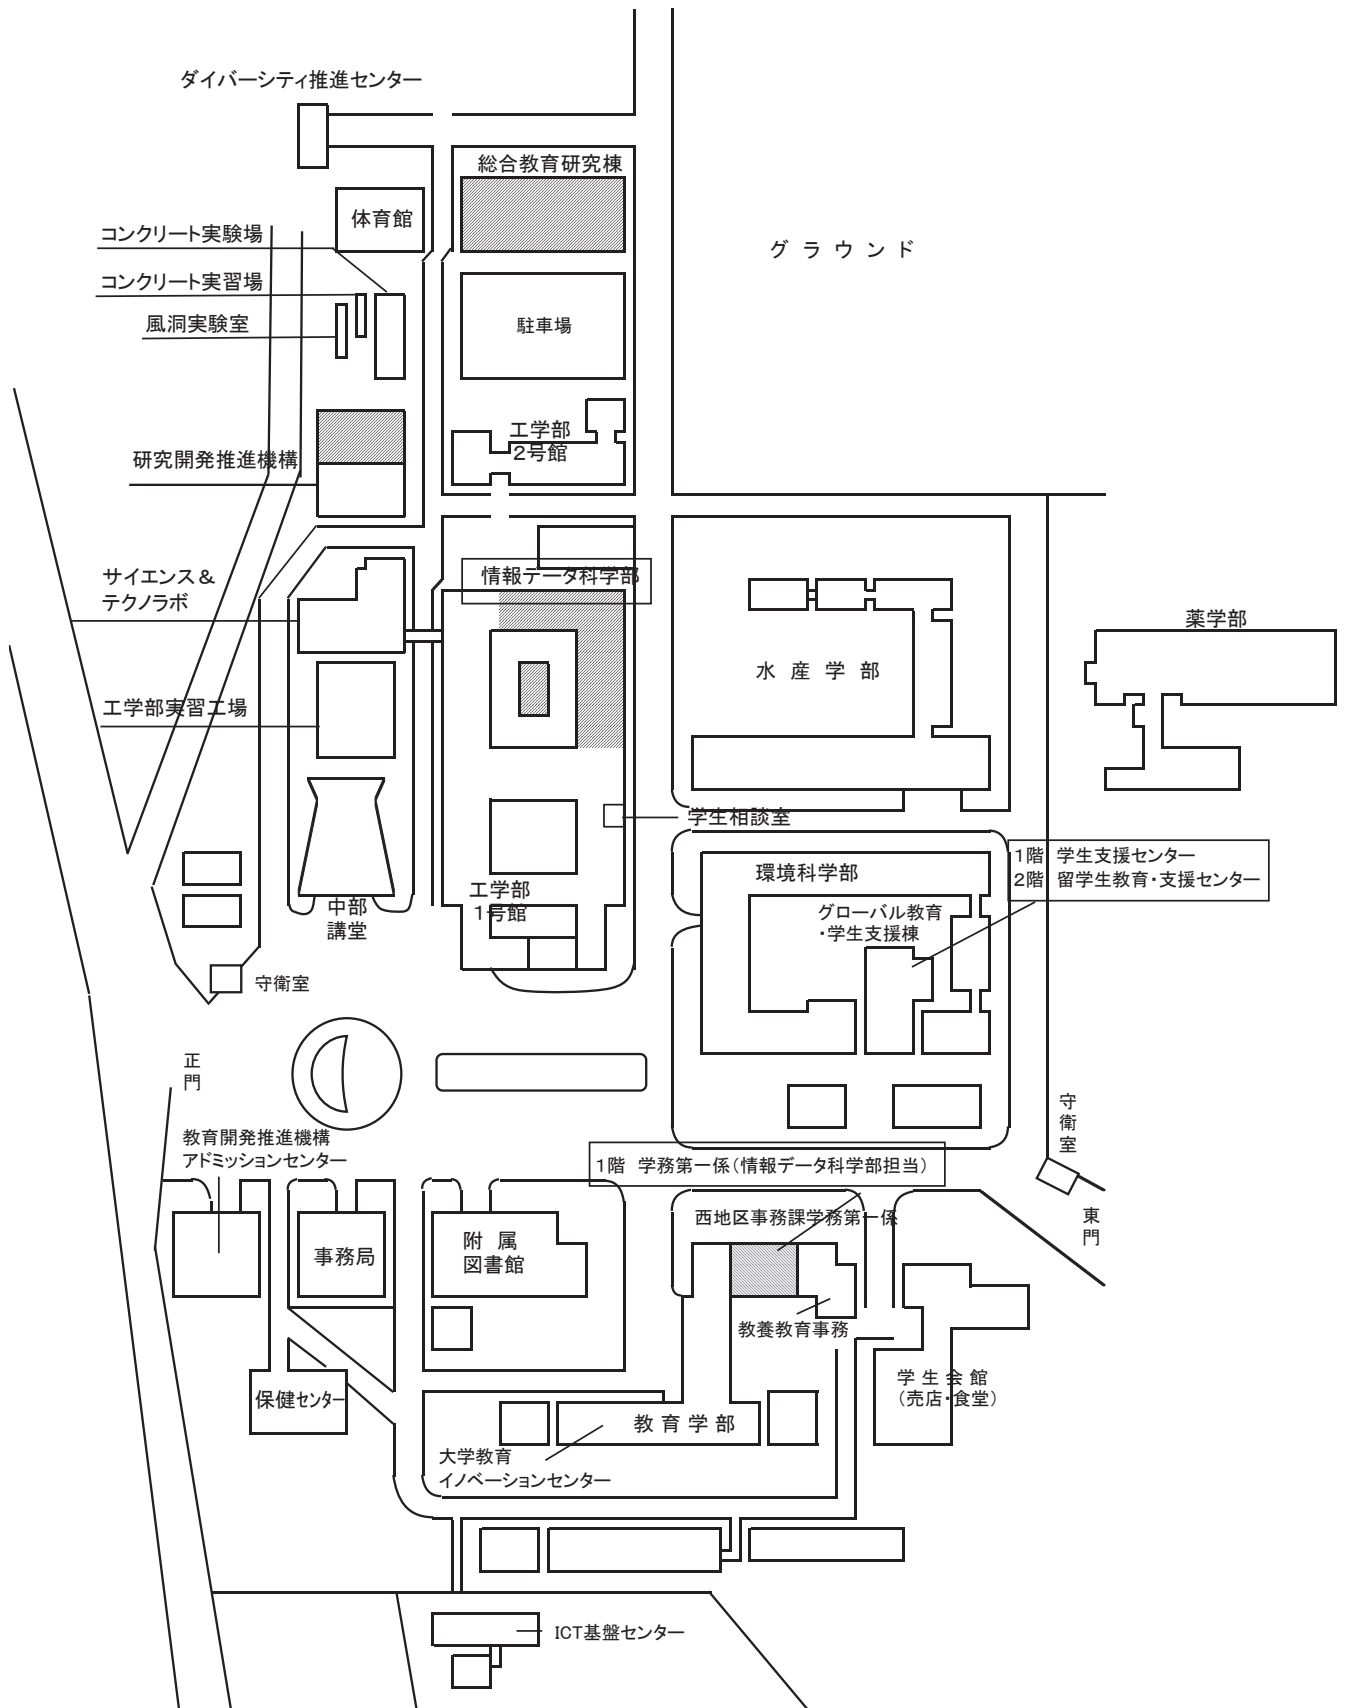 ダイバーシティ推進センター
総合教育研究棟
体育館
コンクリート実験場
グラウンド
コンクリート実習場
風洞実験室
駐車場
工学部
2号館
研究開発推進機構
サイエンス＆
テクノラボ
情報データ科学部
薬学部
水産学部
工学部実習工場
学生相談室
1階 学生支援センター
2階 留学生教育・支援センター
環境科学部
工学部
1号館
中部
講堂
グローバル教育
・学生支援棟
守衛室
正門
守衛室
教育開発推進機構
アドミッションセンター
1階 学務第一係（情報データ科学部担当）
東門
西地区事務課学務第一係
事務局
附属
図書館
教養教育事務
学生会館
（売店・食堂）
保健センター
教育学部
大学教育
イノベーションセンター
ICT基盤センター